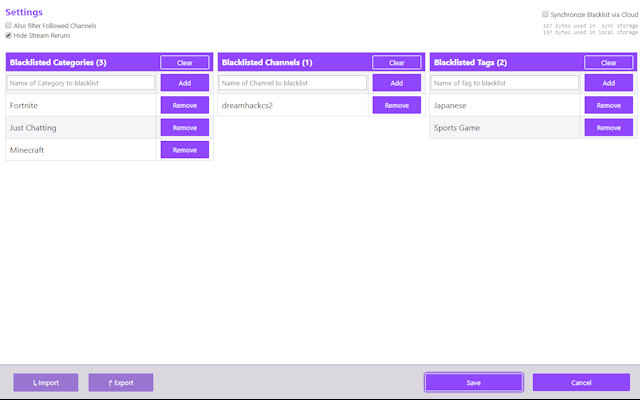 Settings
Also filter Followed Channels
Hide Stream Reruns
Synchronize Blacklist via Cloud
167 bytes used in sync storage
197 bytes used in local storage
Blacklisted Categories (3) Clear
Name of Category to blacklist Add
Fortnite Remove
Just Chatting Remove
Minecraft Remove
Blacklisted Channels (1) Clear
Name of Channel to blacklist Add
dreamhackcs2 Remove
Blacklisted Tags (2) Clear
Name of Tag to blacklist Add
Japanese Remove
Sports Game Remove
Import Export Save Cancel